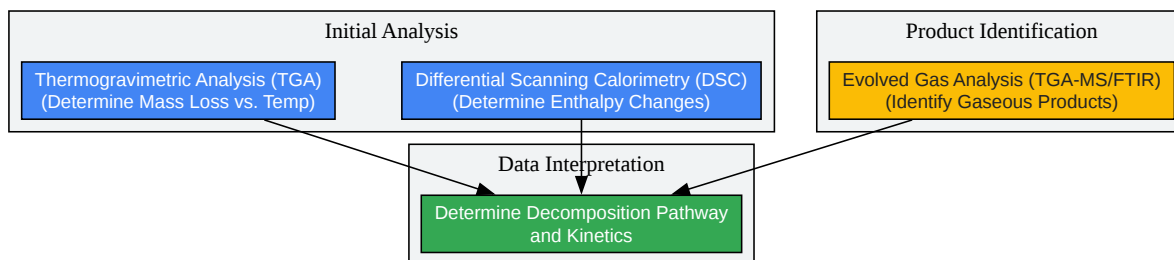 Initial Analysis
Thermogravimetric Analysis (TGA)
(Determine Mass Loss vs. Temp)
Differential Scanning Calorimetry (DSC)
(Determine Enthalpy Changes)
Product Identification
Evolved Gas Analysis (TGA-MS/FTIR)
(Identify Gaseous Products)
Data Interpretation
Determine Decomposition Pathway
and Kinetics